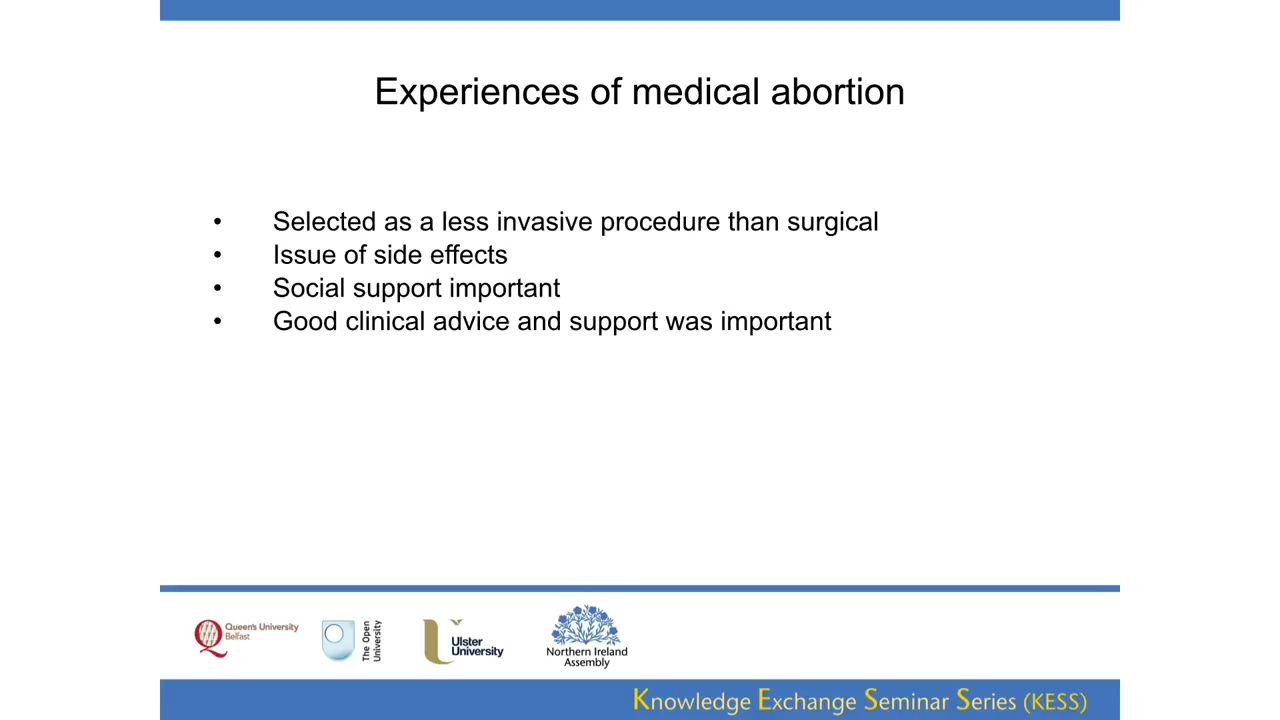 Experiences of medical abortion
• Selected as a less invasive procedure than surgical
• Issue of side effects
• Social support important
• Good clinical advice and support was important
Queen's University
Belfast
The Open
University
Ulster
University
Northern Ireland
Assembly
Knowledge Exchange Seminar Series (KESS)